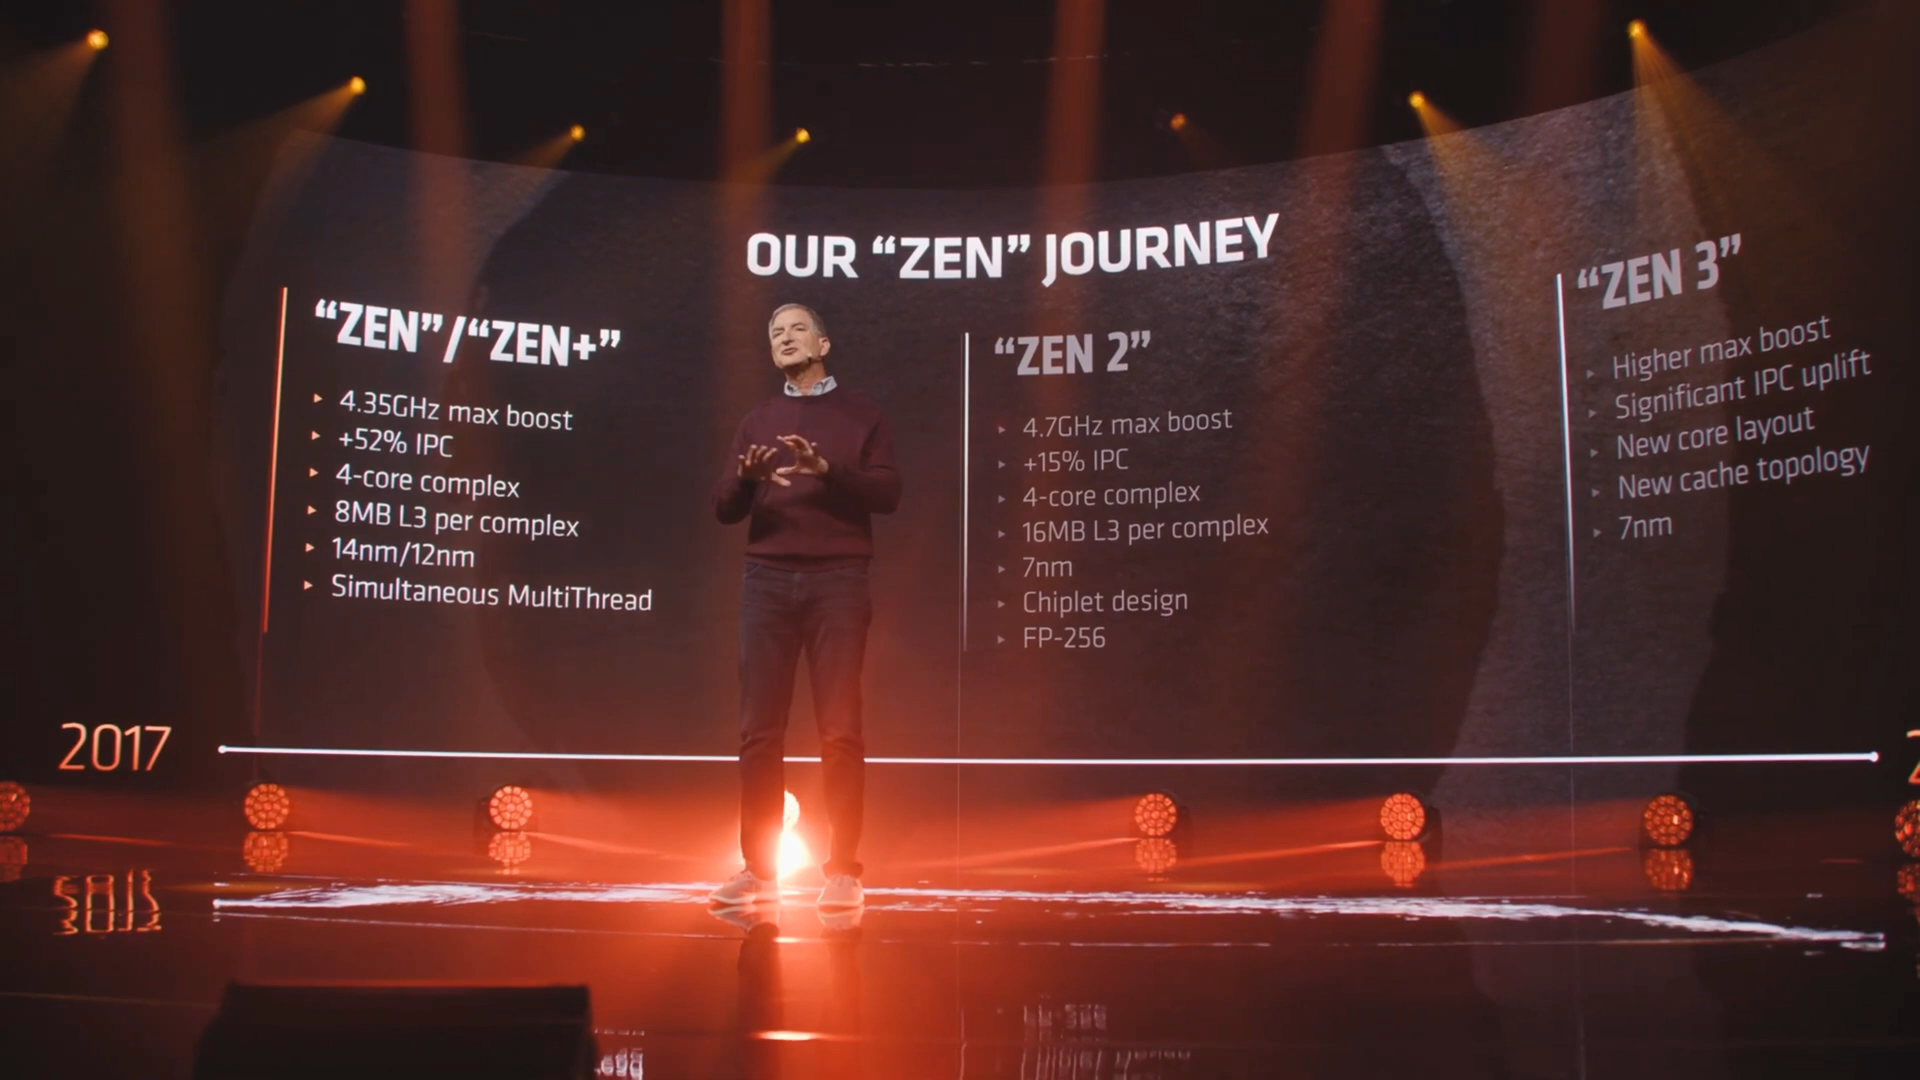 OUR “ZEN” JOURNEY
“ZEN”/“ZEN+”
4.35GHz max boost
+52% IPC
4-core complex
8MB L3 per complex
14nm/12nm
Simultaneous MultiThread
“ZEN 2”
4.7GHz max boost
+15% IPC
4-core complex
16MB L3 per complex
7nm
Chiplet design
FP-256
“ZEN 3”
Higher max boost
Significant IPC uplift
New core layout
New cache topology
7nm
2017